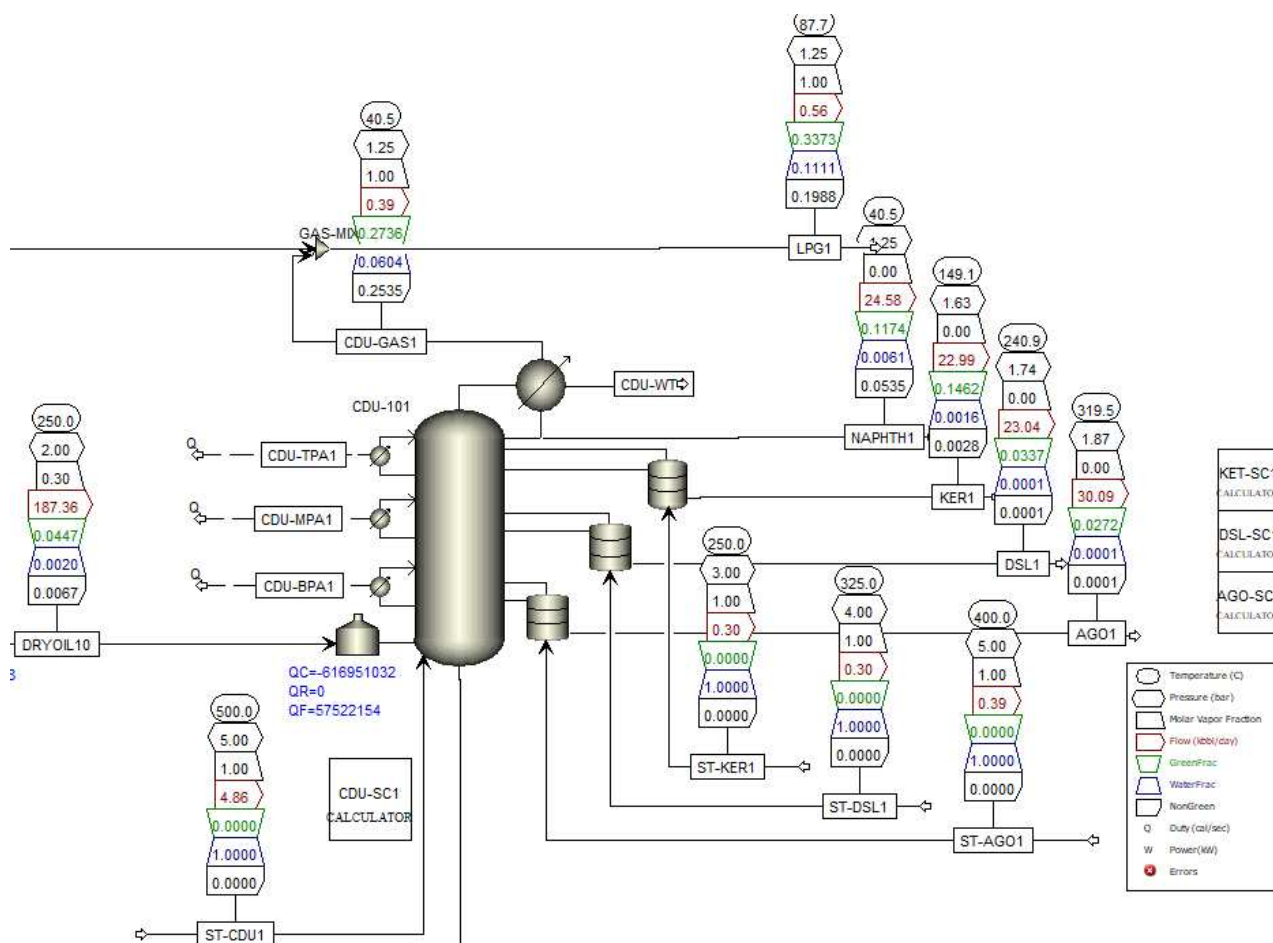 87.7
1.25
1.00
0.56
0.3373
0.1111
0.1988
LPG1
40.5
1.25
1.00
0.39
0.2736
0.0604
0.2535
GAS-MIX
CDU-GAS1
40.5
1.25
0.00
24.58
0.1174
0.0061
0.0535
NAPHTH1
149.1
1.63
0.00
22.99
0.1462
0.0016
0.0028
KER1
240.9
1.74
0.00
23.04
0.0337
0.0001
0.0001
DSL1
319.5
1.87
0.00
30.09
0.0272
0.0001
0.0001
AGO1
CDU-WT
CDU-101
250.0
2.00
0.30
187.36
0.0447
0.0020
0.0067
DRYOIL10
Q
CDU-TPA1
Q
CDU-MPA1
Q
CDU-BPA1
QC=-616951032
QR=0
QF=57522154
500.0
5.00
1.00
4.86
0.0000
1.0000
0.0000
ST-CDU1
CDU-SC1
CALCULATOR
250.0
3.00
1.00
0.30
0.0000
1.0000
0.0000
ST-KER1
325.0
4.00
1.00
0.30
0.0000
1.0000
0.0000
ST-DSL1
400.0
5.00
1.00
0.39
0.0000
1.0000
0.0000
ST-AGO1
KET-SC1
CALCULATO
DSL-SC1
CALCULATO
AGO-SC
CALCULATO
Temperature (C)
Pressure (bar)
Molar Vapor Fraction
Flow (kbbl/day)
GreenFrac
WaterFrac
NonGreen
Q Duty (cal/sec)
W Power(kW)
Errors